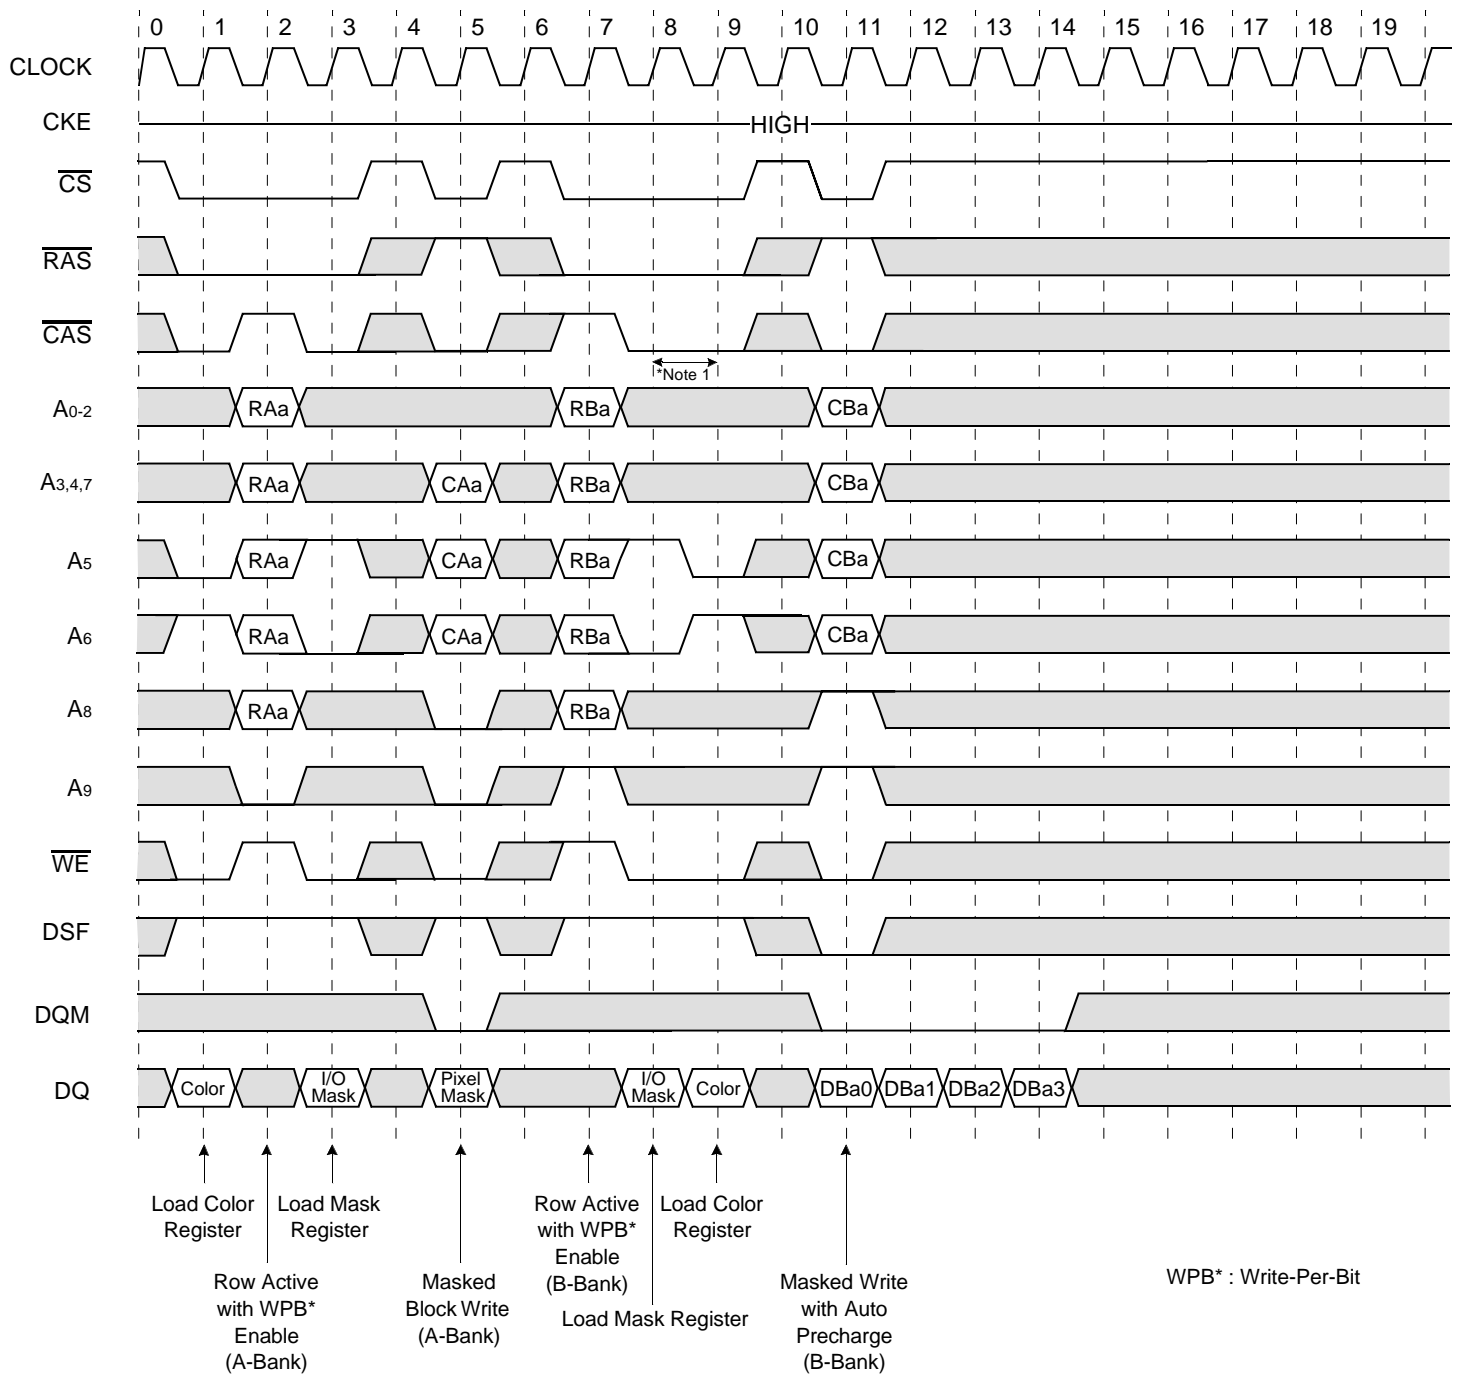 0 1 2 3 4 5 6 7 8 9 10 11 12 13 14 15 16 17 18 19
CLOCK
CKE HIGH
CS
RAS
CAS
*Note 1
A0-2 RAa RBa CBa
A3,4,7 RAa CAa RBa CBa
A5 RAa CAa RBa CBa
A6 RAa CAa RBa CBa
A8 RAa RBa
A9
WE
DSF
DQM
DQ Color I/O Mask Pixel Mask I/O Mask Color DBa0 DBa1 DBa2 DBa3
Load Color
Register
Row Active
with WPB*
Enable
(A-Bank)
Load Mask
Register
Masked
Block Write
(A-Bank)
Row Active
with WPB*
Enable
(B-Bank)
Load Mask Register
Load Color
Register
Masked Write
with Auto
Precharge
(B-Bank)
WPB* : Write-Per-Bit